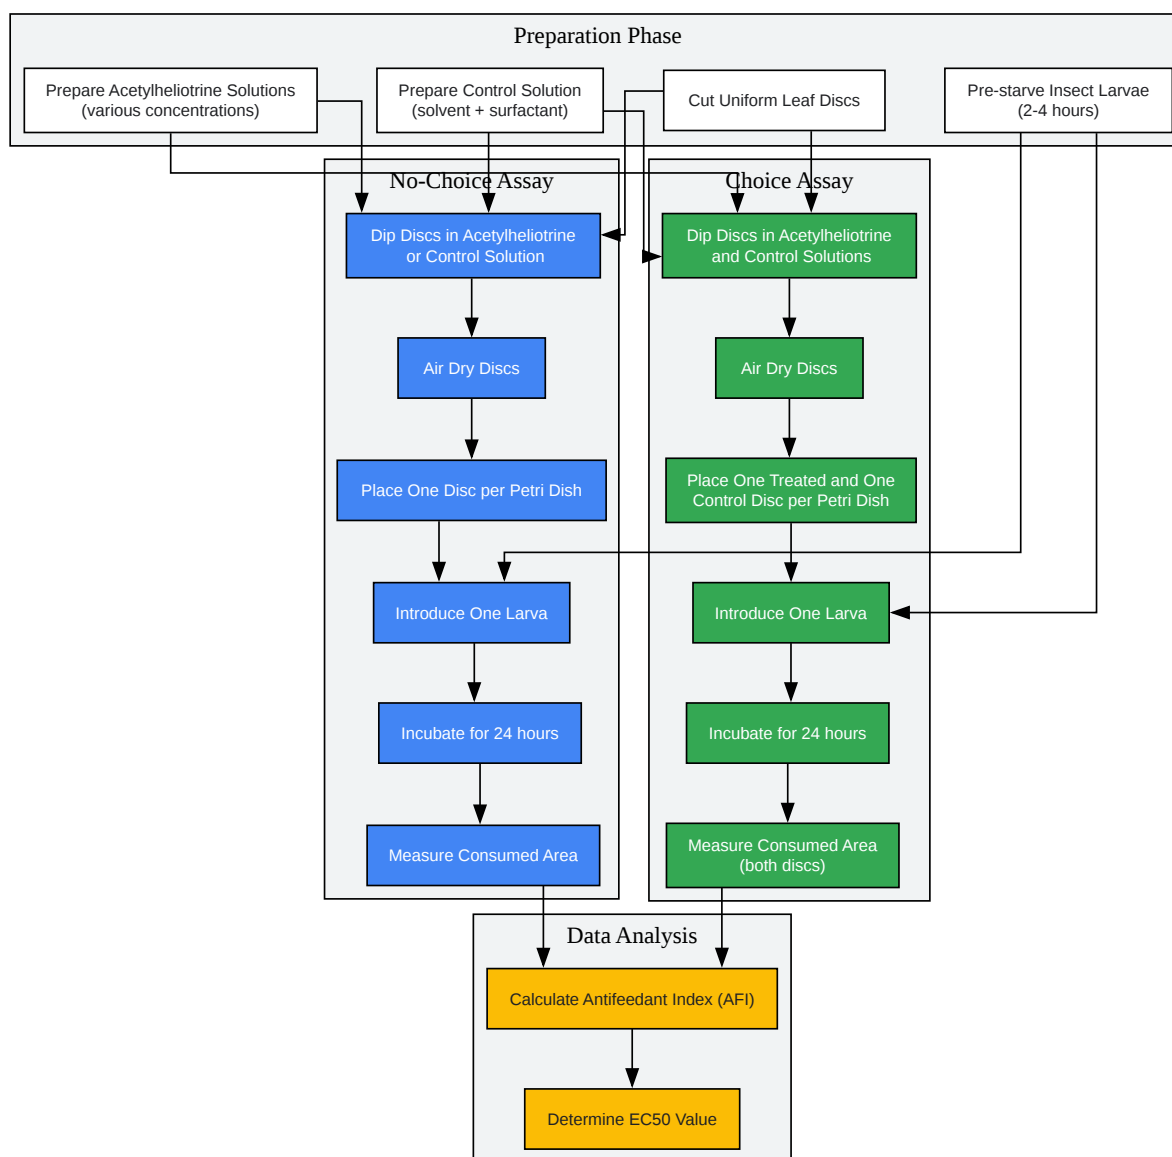 Preparation Phase
Prepare Acetylheliotrine Solutions
(various concentrations)
Prepare Control Solution
(solvent + surfactant)
Cut Uniform Leaf Discs
Pre-starve Insect Larvae
(2-4 hours)
No-Choice Assay
Dip Discs in Acetylheliotrine
or Control Solution
Air Dry Discs
Place One Disc per Petri Dish
Introduce One Larva
Incubate for 24 hours
Measure Consumed Area
Choice Assay
Dip Discs in Acetylheliotrine
and Control Solutions
Air Dry Discs
Place One Treated and One
Control Disc per Petri Dish
Introduce One Larva
Incubate for 24 hours
Measure Consumed Area
(both discs)
Data Analysis
Calculate Antifeedant Index (AFI)
Determine EC50 Value